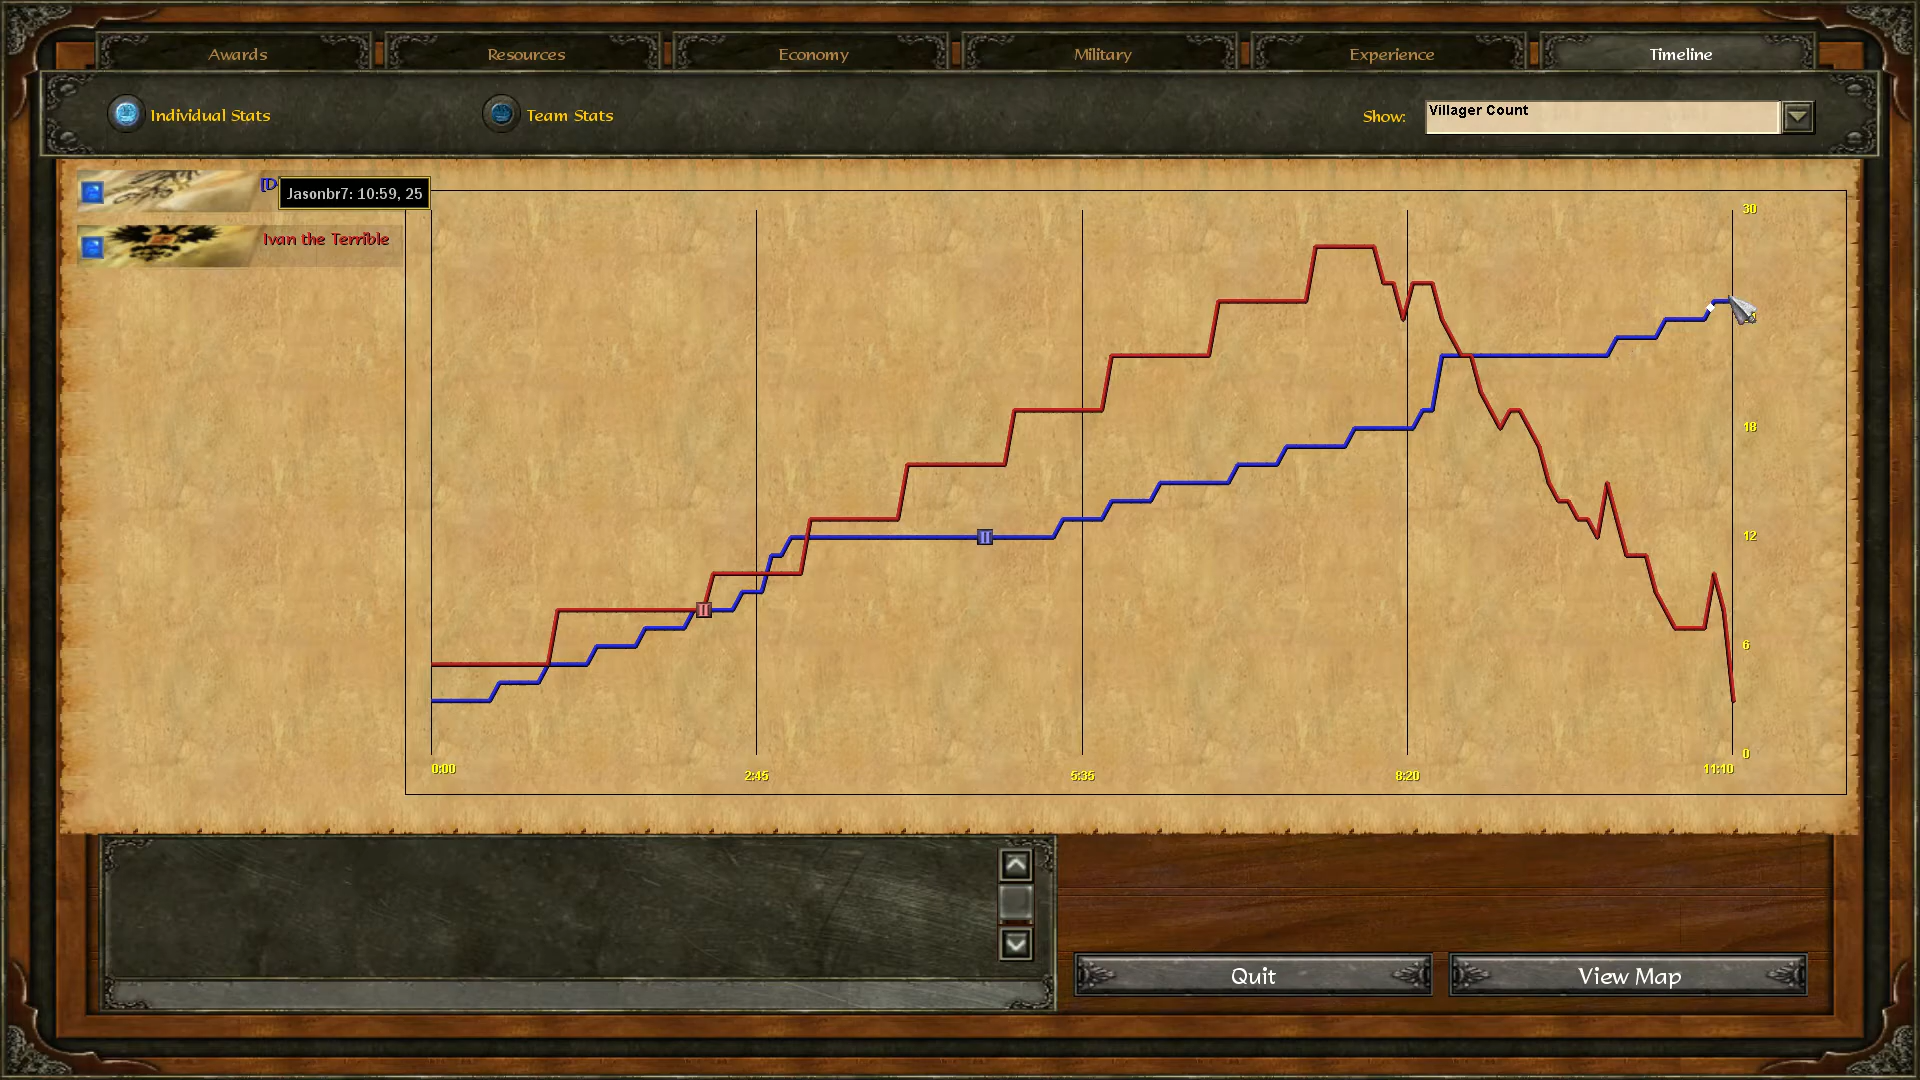 Awards
Resources
Economy
Military
Experience
Timeline
Individual Stats
Team Stats
Show:
Villager Count
[D
Jasonbr7: 10:59, 25
Ivan the Terrible
30
18
12
6
0
0:00
2:45
5:35
8:20
11:10
II
II
Quit
View Map